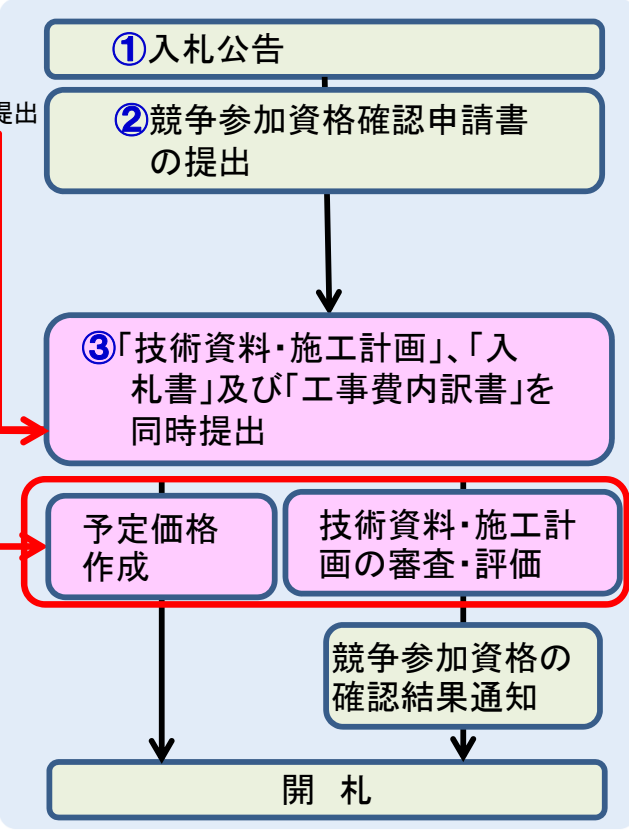 ①入札公告
提出
②競争参加資格確認申請書
の提出
③「技術資料・施工計画」、「入
札書」及び「工事費内訳書」を
同時提出
予定価格
作成
技術資料・施工計
画の審査・評価
競争参加資格の
確認結果通知
開 札